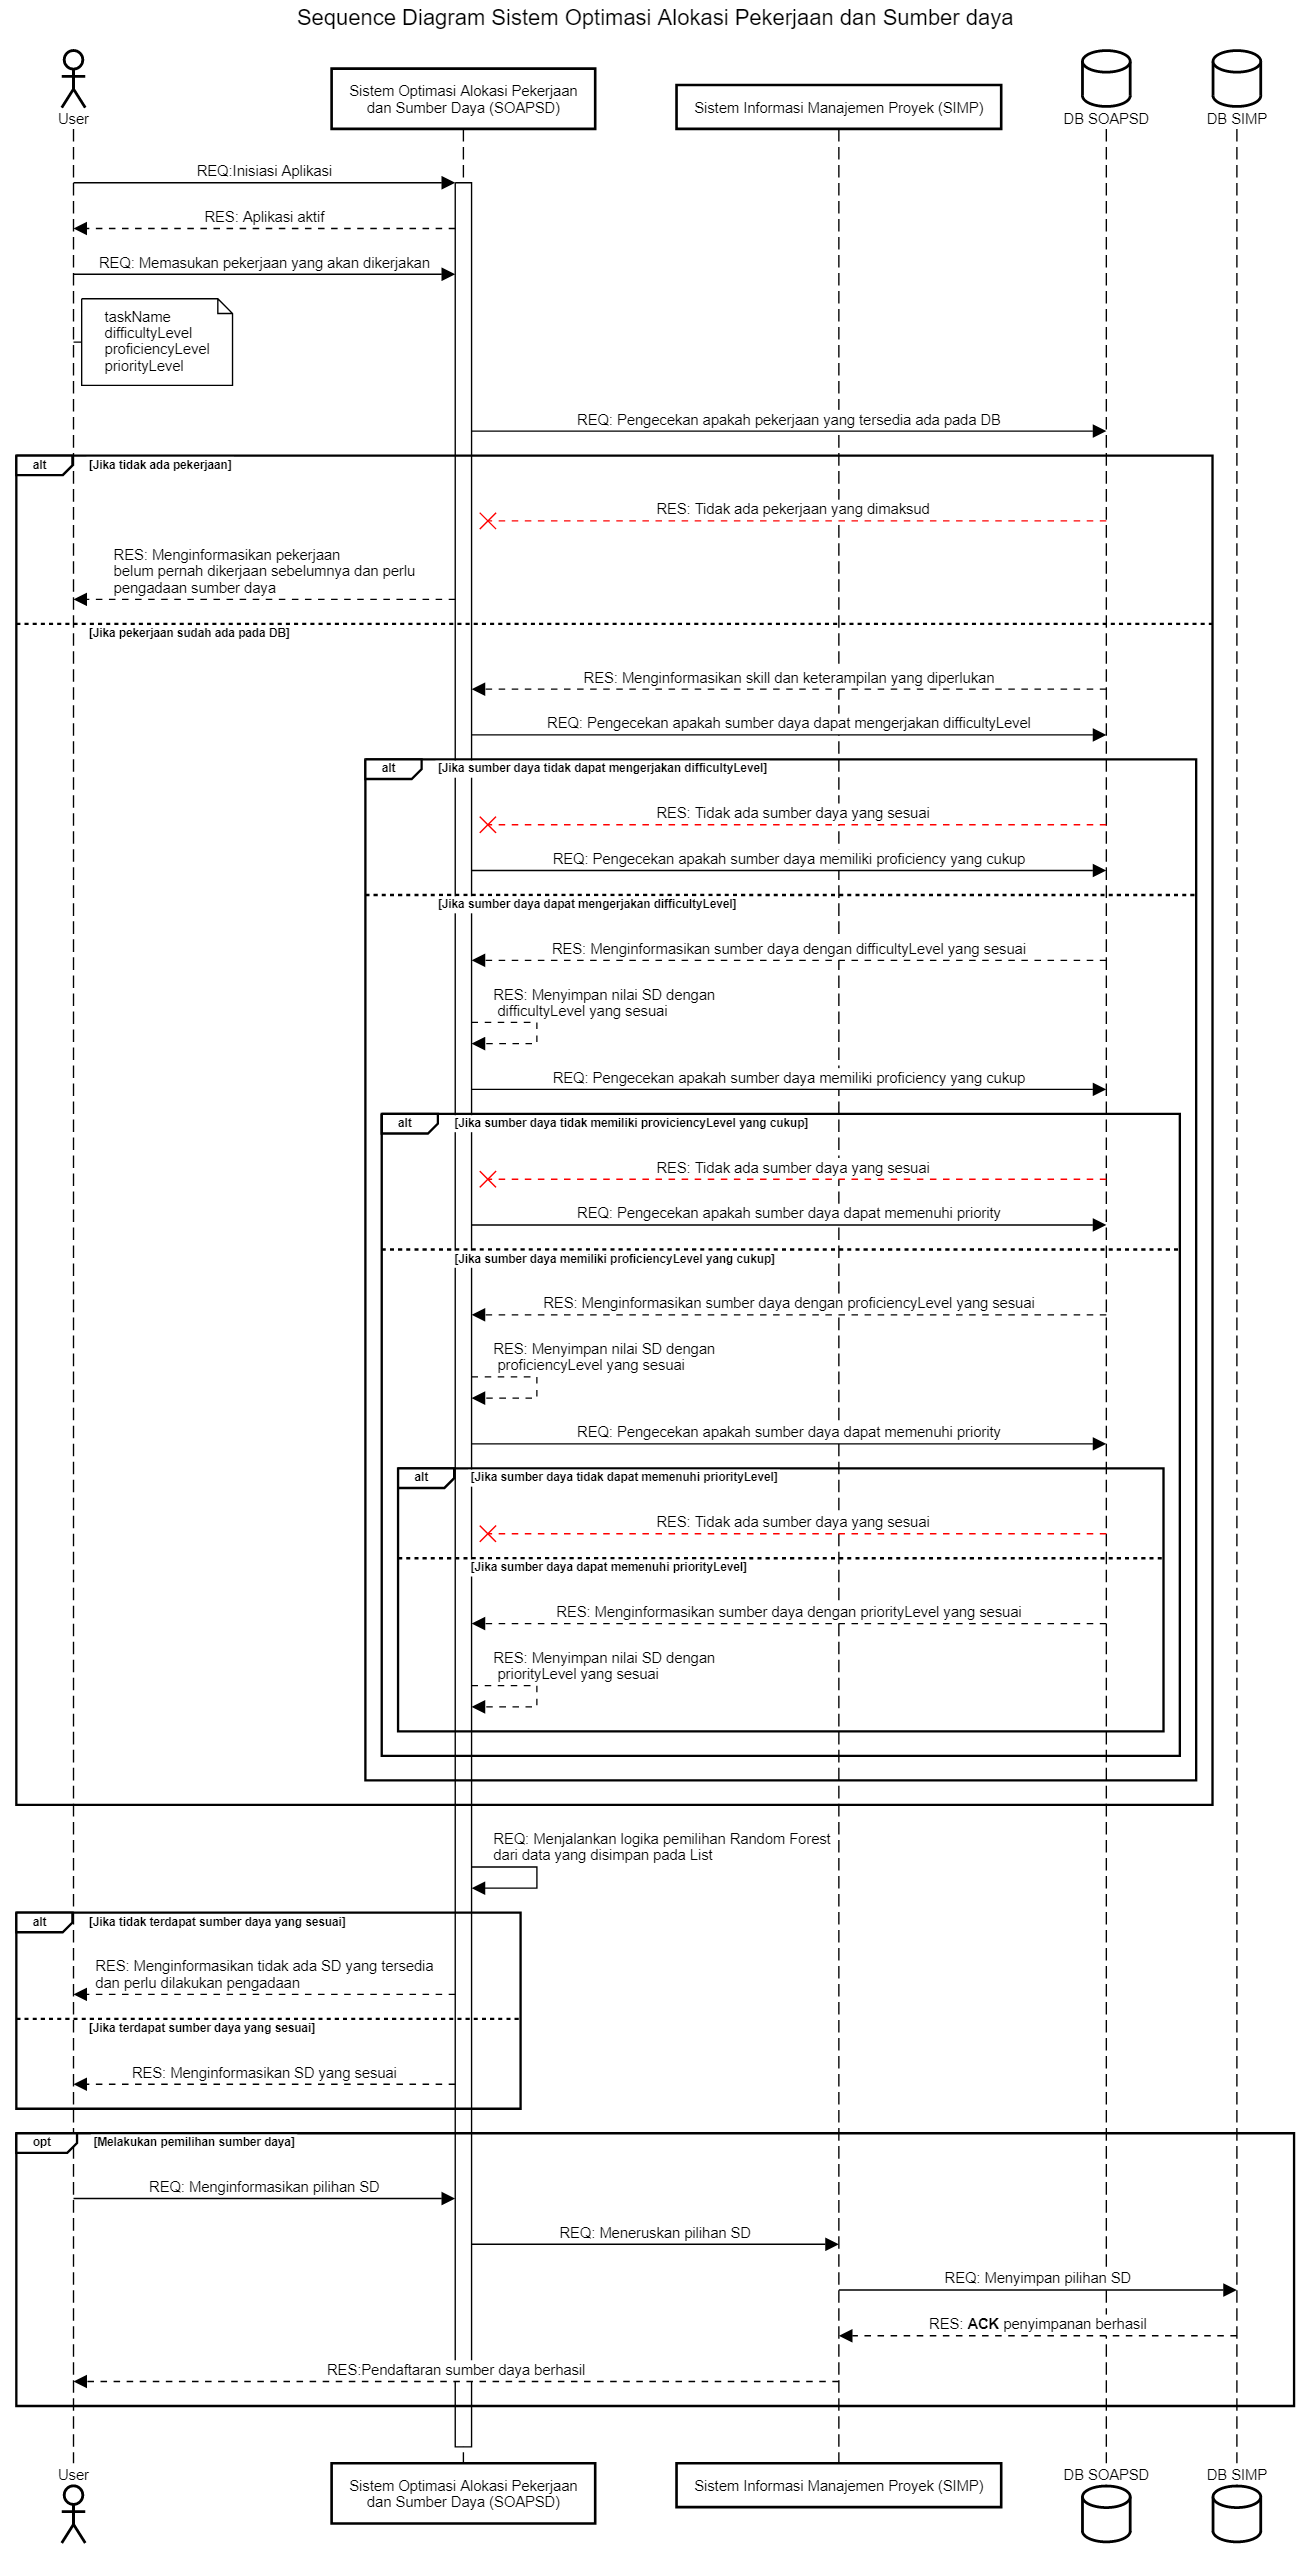 Sequence Diagram Sistem Optimasi Alokasi Pekerjaan dan Sumber daya
User
Sistem Optimasi Alokasi Pekerjaan
dan Sumber Daya (SOAPSD)
Sistem Informasi Manajemen Proyek (SIMP)
DB SOAPSD
DB SIMP
REQ:Inisiasi Aplikasi
RES: Aplikasi aktif
REQ: Memasukan pekerjaan yang akan dikerjakan
taskName
difficultyLevel
proficiencyLevel
priorityLevel
REQ: Pengecekan apakah pekerjaan yang tersedia ada pada DB
alt
[Jika tidak ada pekerjaan]
RES: Tidak ada pekerjaan yang dimaksud
RES: Menginformasikan pekerjaan
belum pernah dikerjaan sebelumnya dan perlu
pengadaan sumber daya
[Jika pekerjaan sudah ada pada DB]
RES: Menginformasikan skill dan keterampilan yang diperlukan
REQ: Pengecekan apakah sumber daya dapat mengerjakan difficultyLevel
alt
[Jika sumber daya tidak dapat mengerjakan difficultyLevel]
RES: Tidak ada sumber daya yang sesuai
REQ: Pengecekan apakah sumber daya memiliki proficiency yang cukup
[Jika sumber daya dapat mengerjakan difficultyLevel]
RES: Menginformasikan sumber daya dengan difficultyLevel yang sesuai
RES: Menyimpan nilai SD dengan
difficultyLevel yang sesuai
REQ: Pengecekan apakah sumber daya memiliki proficiency yang cukup
alt
[Jika sumber daya tidak memiliki proviciencyLevel yang cukup]
RES: Tidak ada sumber daya yang sesuai
REQ: Pengecekan apakah sumber daya dapat memenuhi priority
[Jika sumber daya memiliki proficiencyLevel yang cukup]
RES: Menginformasikan sumber daya dengan proficiencyLevel yang sesuai
RES: Menyimpan nilai SD dengan
proficiencyLevel yang sesuai
REQ: Pengecekan apakah sumber daya dapat memenuhi priority
alt
[Jika sumber daya tidak dapat memenuhi priorityLevel]
RES: Tidak ada sumber daya yang sesuai
[Jika sumber daya dapat memenuhi priorityLevel]
RES: Menginformasikan sumber daya dengan priorityLevel yang sesuai
RES: Menyimpan nilai SD dengan
priorityLevel yang sesuai
REQ: Menjalankan logika pemilihan Random Forest
dari data yang disimpan pada List
alt
[Jika tidak terdapat sumber daya yang sesuai]
RES: Menginformasikan tidak ada SD yang tersedia
dan perlu dilakukan pengadaan
[Jika terdapat sumber daya yang sesuai]
RES: Menginformasikan SD yang sesuai
opt
[Melakukan pemilihan sumber daya]
REQ: Menginformasikan pilihan SD
REQ: Meneruskan pilihan SD
REQ: Menyimpan pilihan SD
RES: ACK penyimpanan berhasil
RES:Pendaftaran sumber daya berhasil
User
Sistem Optimasi Alokasi Pekerjaan
dan Sumber Daya (SOAPSD)
Sistem Informasi Manajemen Proyek (SIMP)
DB SOAPSD
DB SIMP